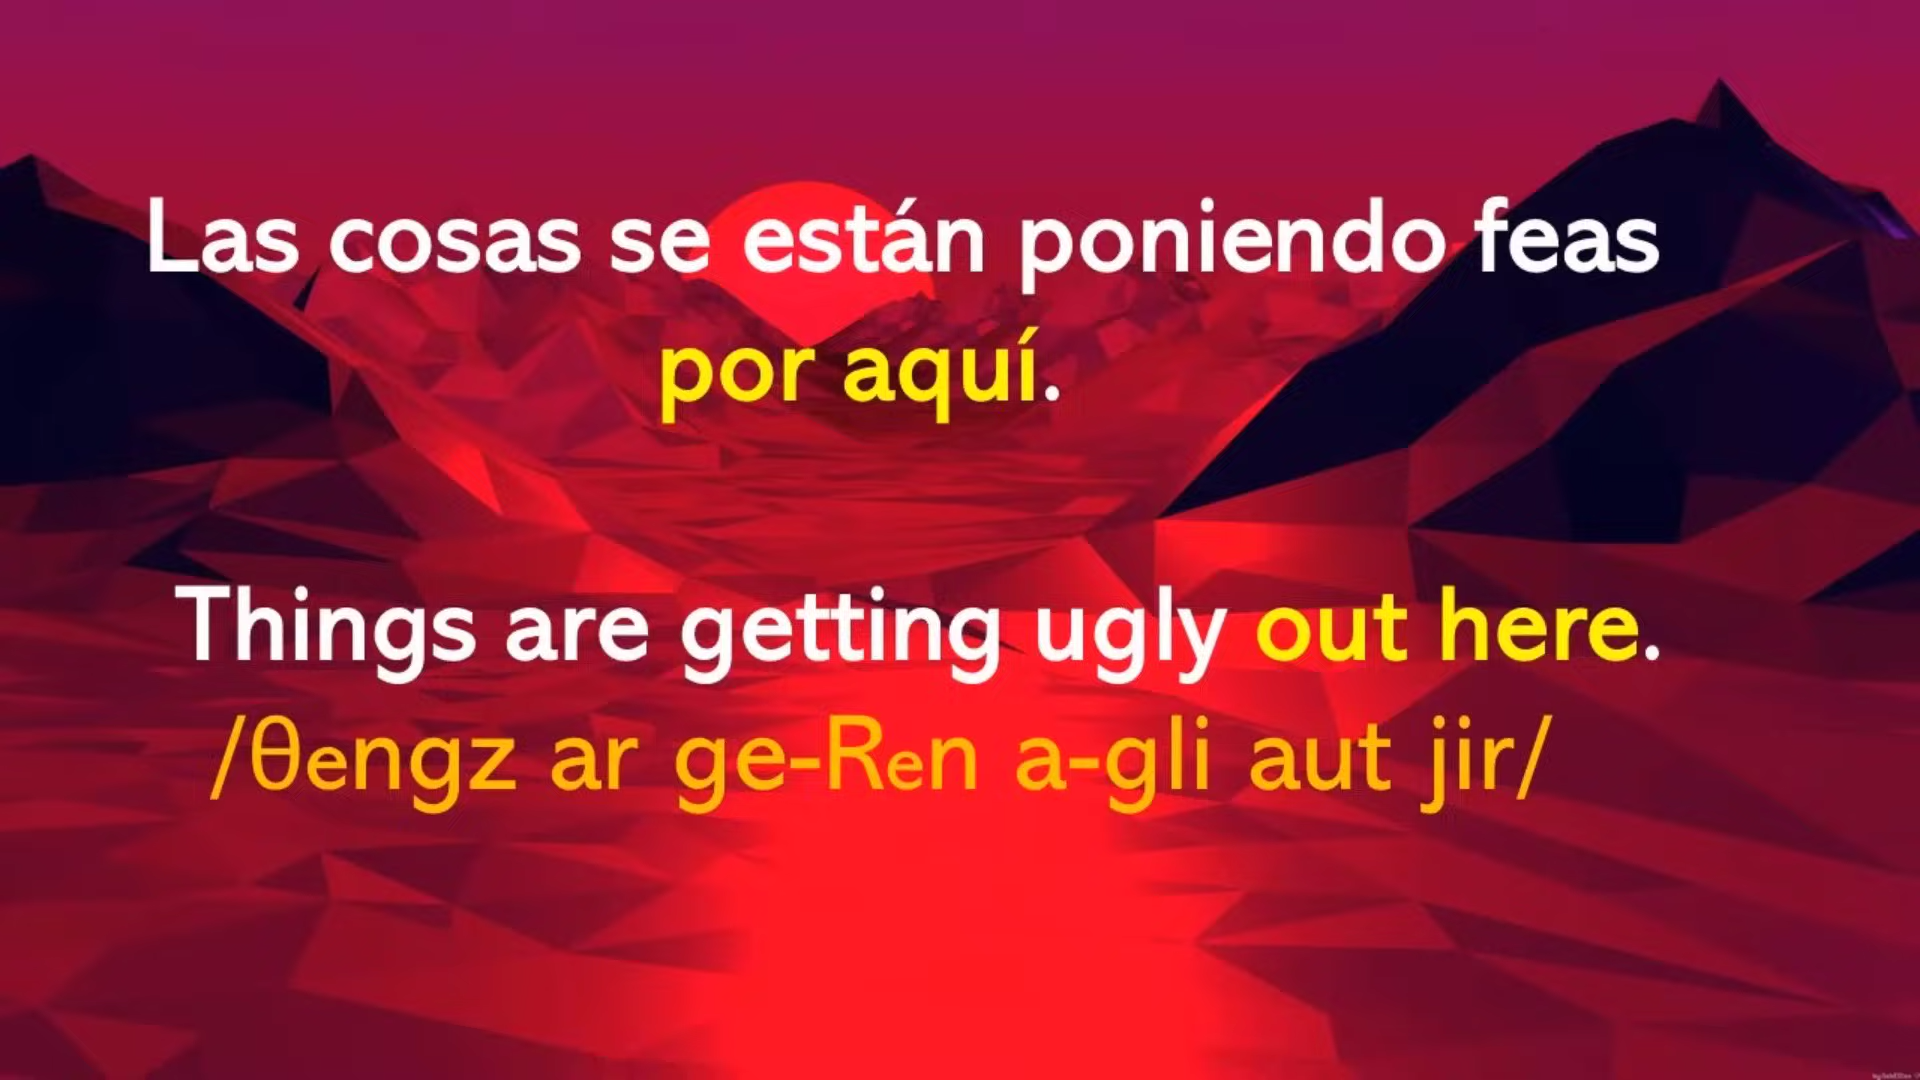 Las cosas se están poniendo feas
por aquí.
Things are getting ugly out here.
/θengz ar ge-Ren a-gli aut jir/